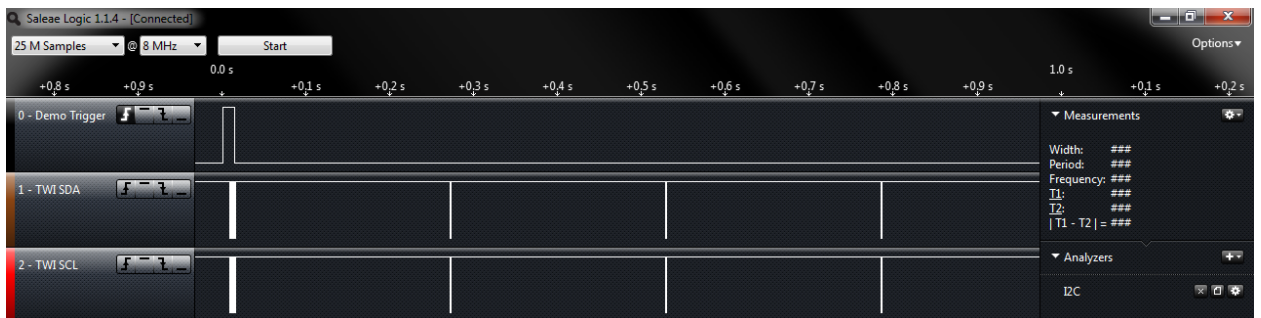 Saleae Logic 1.1.4 - [Connected]
25 M Samples @ 8 MHz Start Options
0.0 s 1.0 s
+0,8 s +0,9 s +0,1 s +0,2 s +0,3 s +0,4 s +0,5 s +0,6 s +0,7 s +0,8 s +0,9 s +0,1 s +0,2 s
0 - Demo Trigger
Measurements
Width: ###
Period: ###
Frequency: ###
T1: ###
T2: ###
| T1 - T2 | = ###
1 - TWI SDA
2 - TWI SCL
Analyzers
I2C